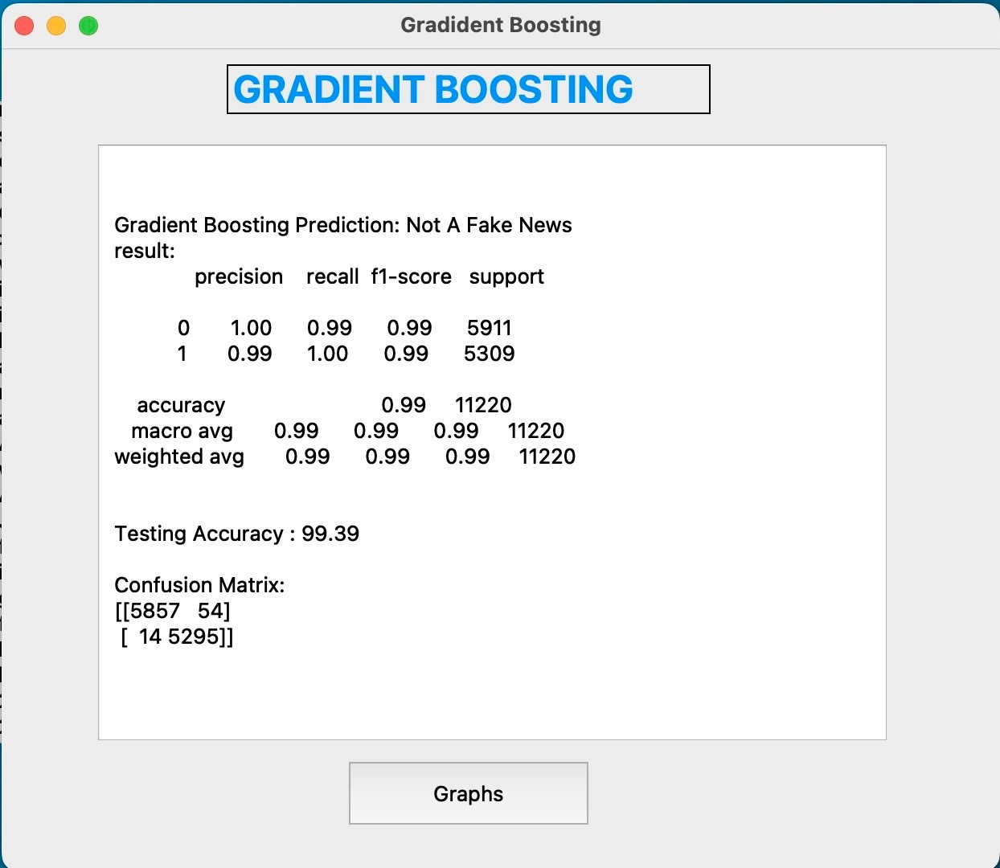 Gradident Boosting
GRADIENT BOOSTING
Gradient Boosting Prediction: Not A Fake News
result:
precision recall f1-score support
0 1.00 0.99 0.99 5911
1 0.99 1.00 0.99 5309
accuracy 0.99 11220
macro avg 0.99 0.99 0.99 11220
weighted avg 0.99 0.99 0.99 11220
Testing Accuracy : 99.39
Confusion Matrix:
[[5857 54]
[ 14 5295]]
Graphs